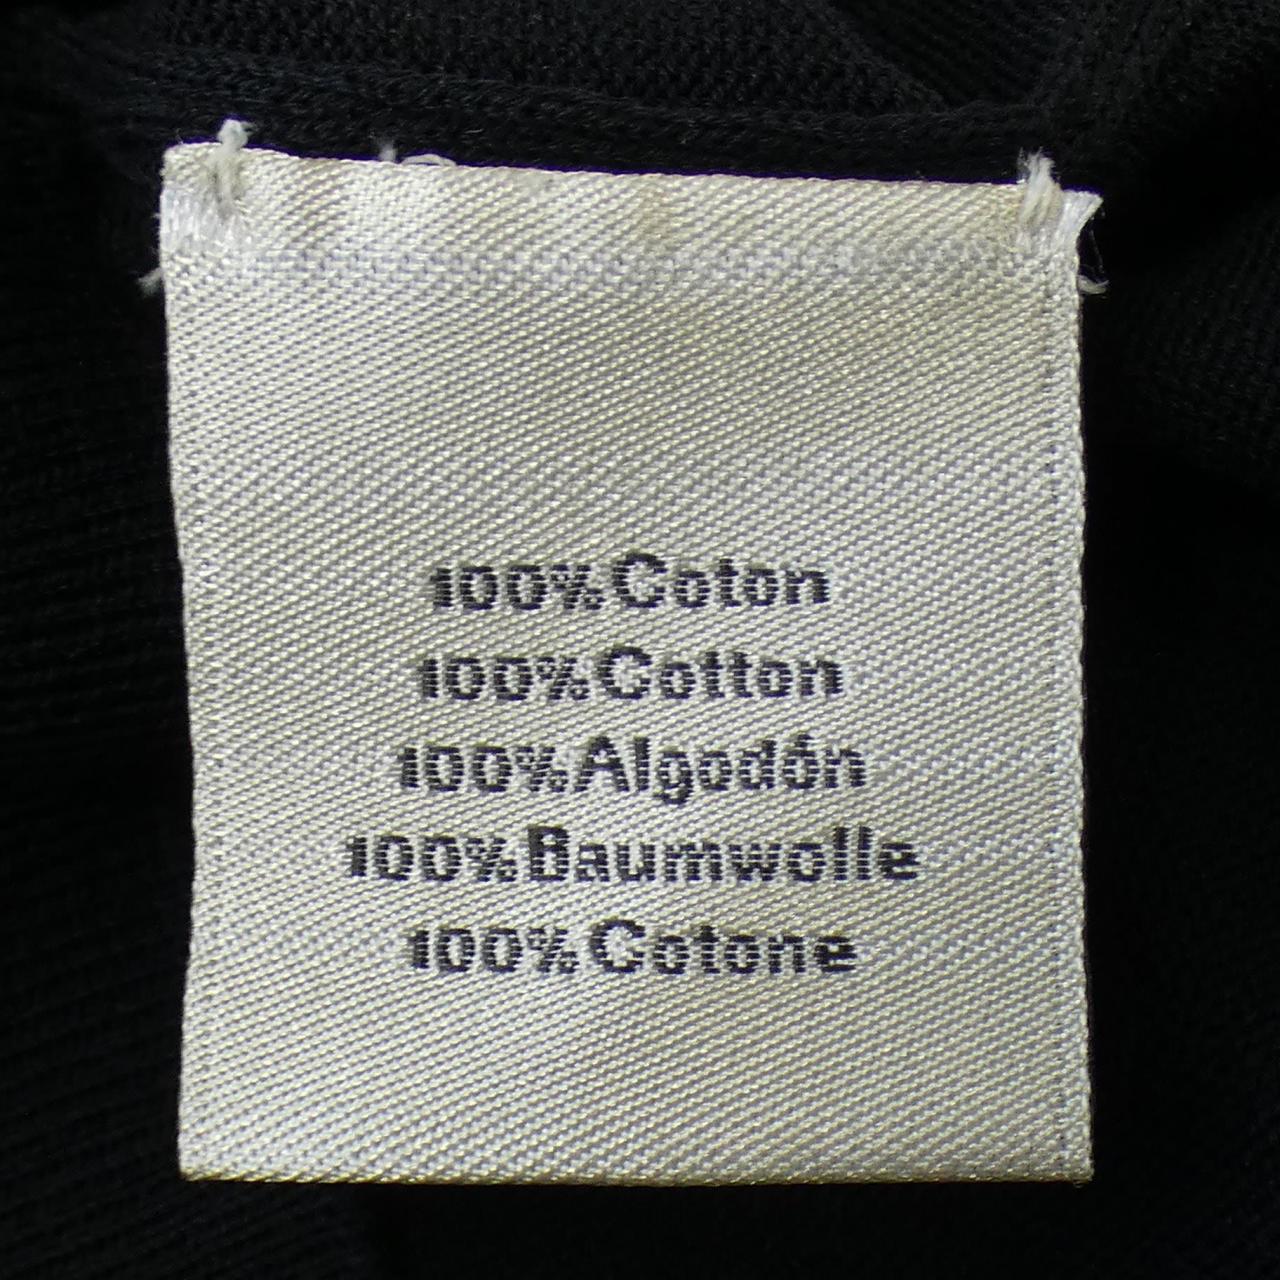 100% Coton
100% Cotton
100% Algodón
100% Baumwolle
100% Cotone